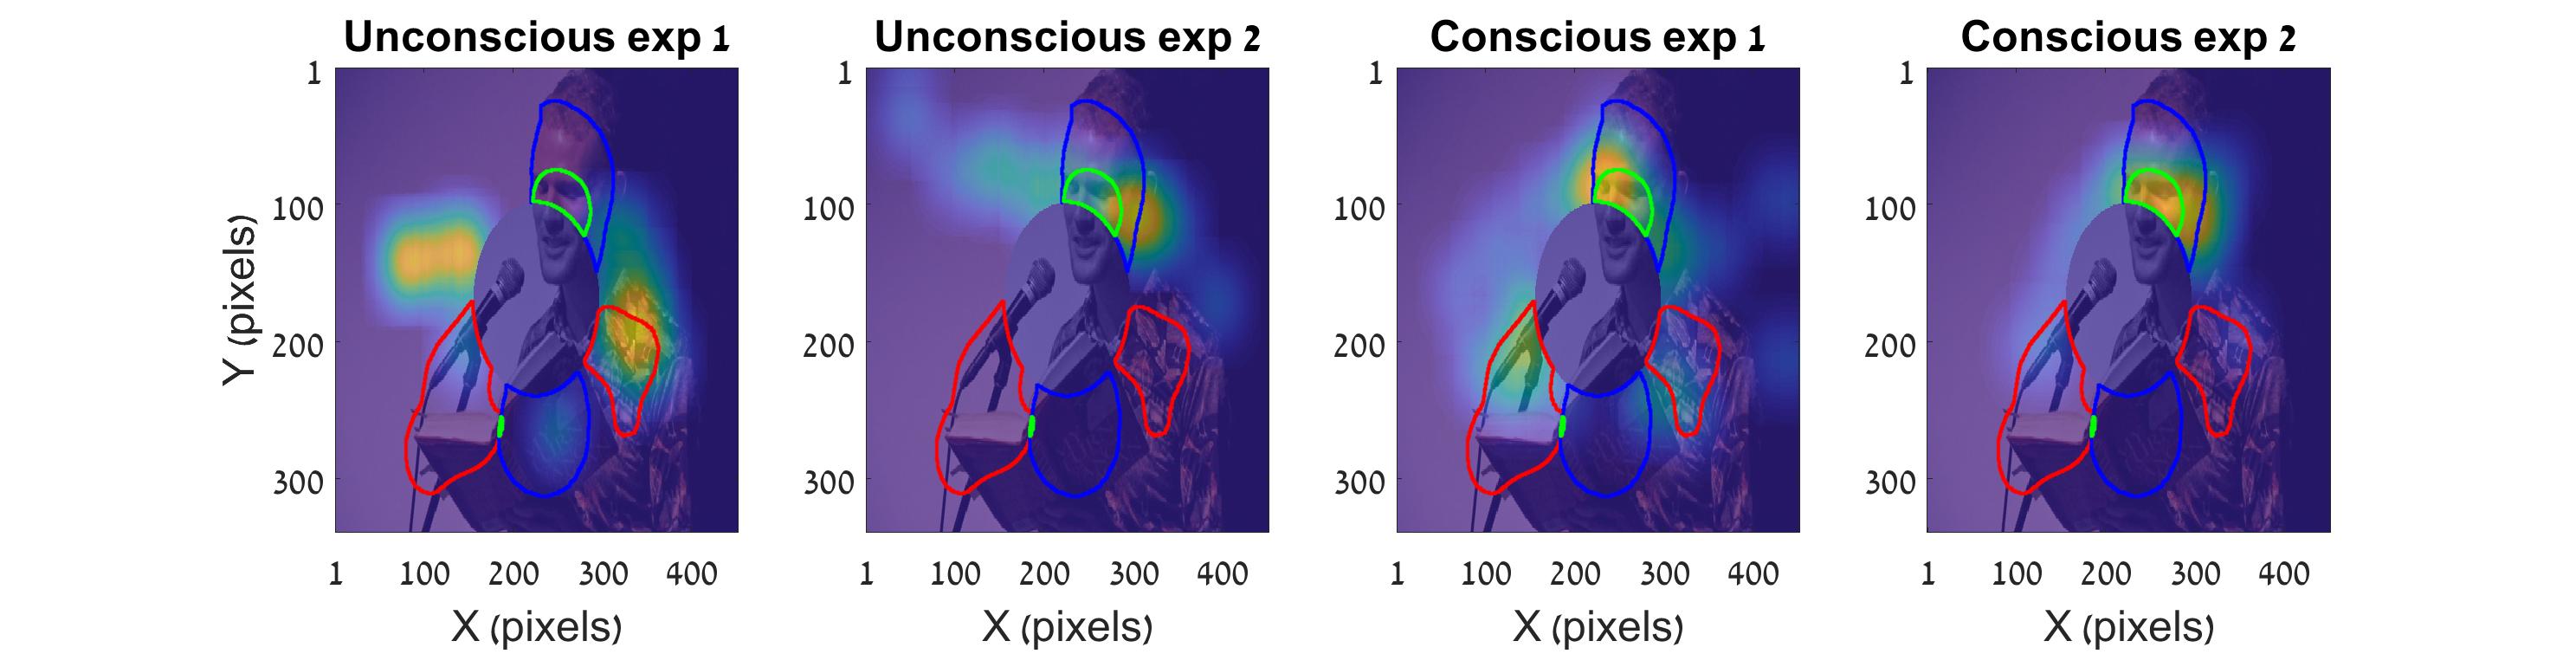 Unconscious exp 1 Unconscious exp 2 Conscious exp 1 Conscious exp 2
Y (pixels)
1 1 1 1
100 100 100 100
200 200 200 200
300 300 300 300
1 100 200 300 400 1 100 200 300 400 1 100 200 300 400 1 100 200 300 400
X (pixels) X (pixels) X (pixels) X (pixels)